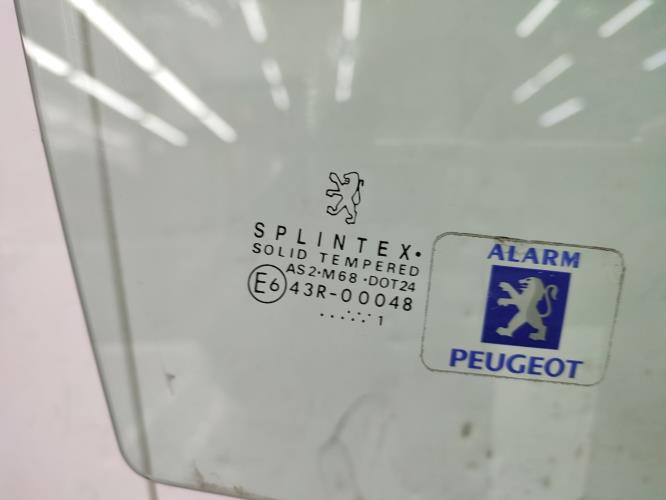 SPLINTEX•
SOLID TEMPERED
AS2•M68•DOT24
E6 43R-00048
.. . .:·:· 1
ALARM
PEUGEOT